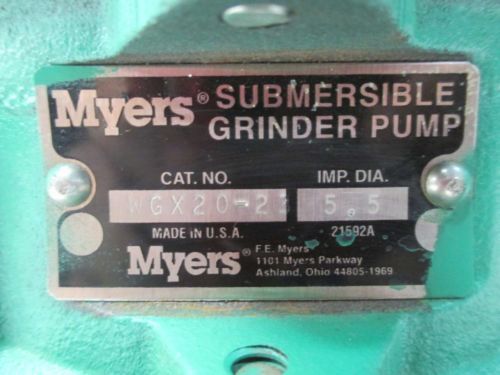 Myers® SUBMERSIBLE
GRINDER PUMP
CAT. NO. IMP. DIA.
5.5
MADE IN U.S.A. 21592A
Myers® F.E. Myers
1101 Myers Parkway
Ashland, Ohio 44805-1969